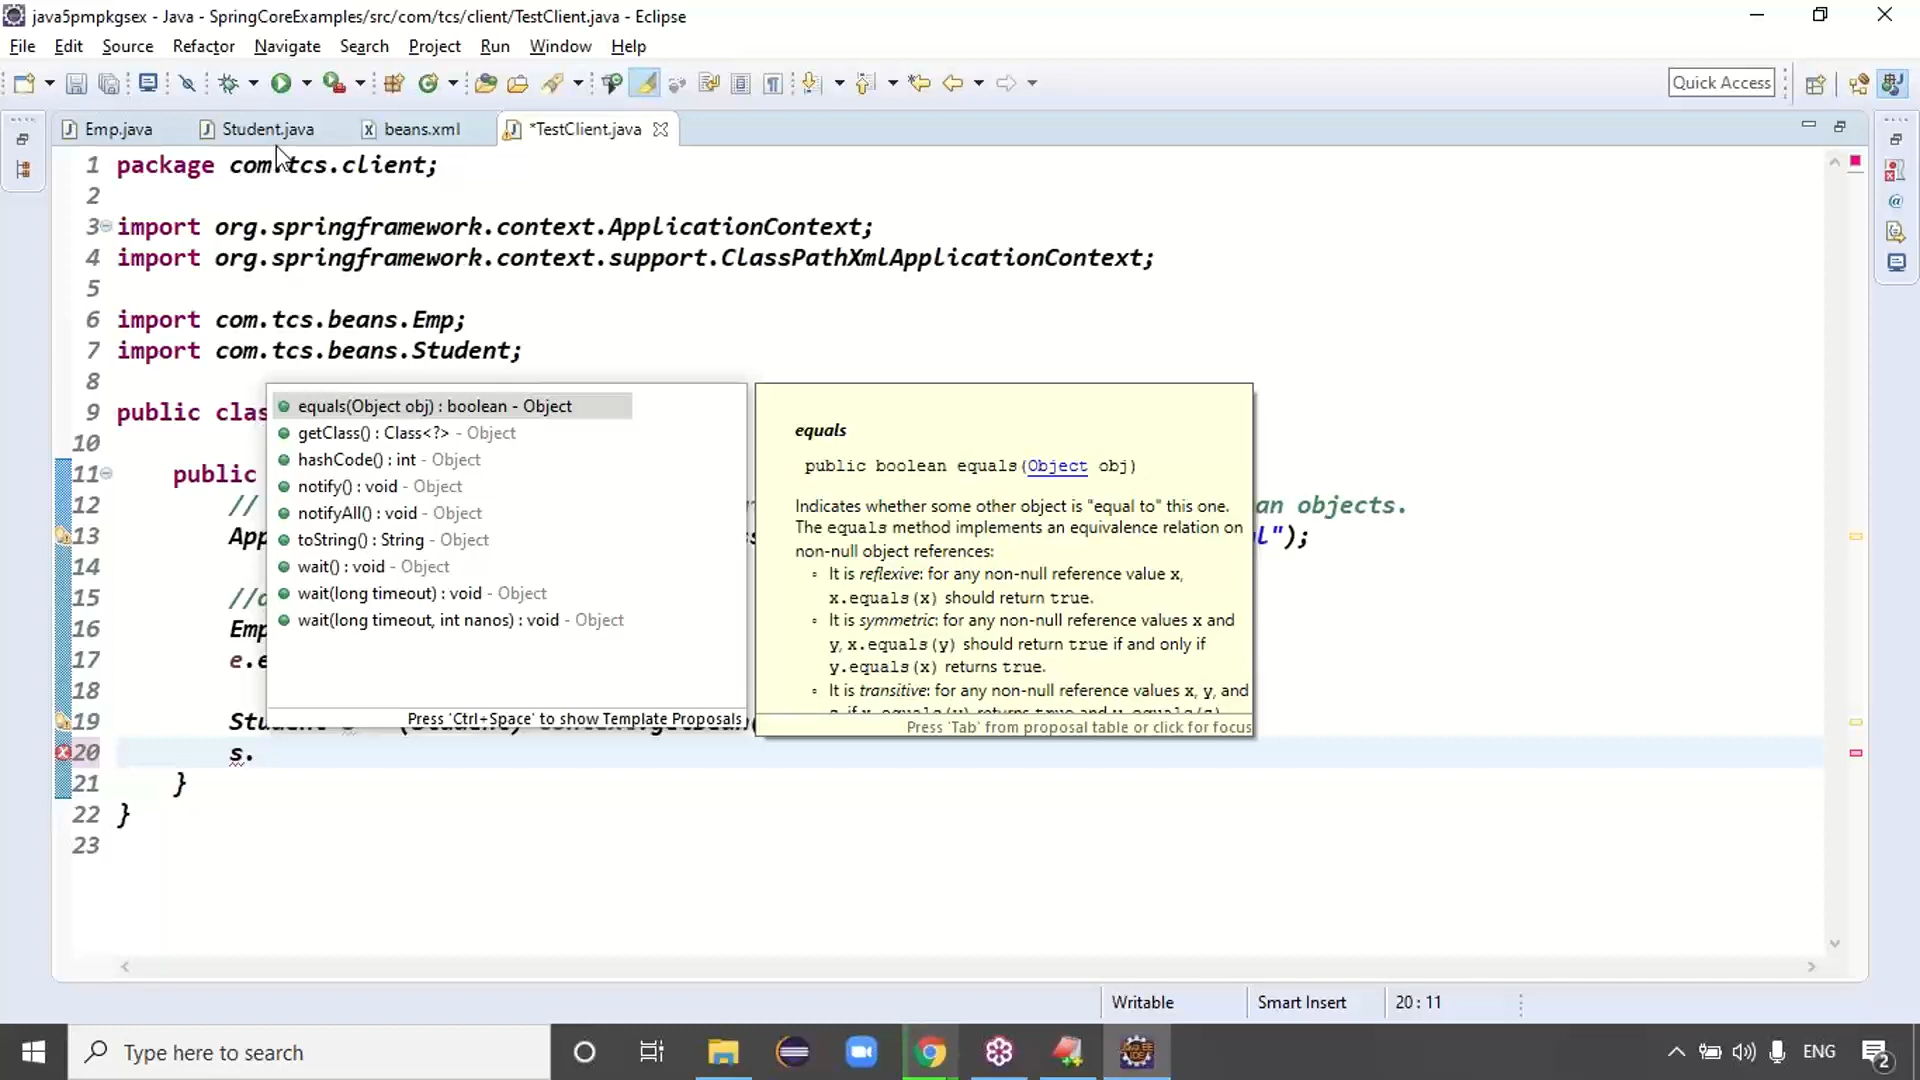 java5pmpkgsex - Java - SpringCoreExamples/src/com/tcs/client/TestClient.java - Eclipse
File Edit Source Refactor Navigate Search Project Run Window Help
Quick Access
Emp.java Student.java beans.xml *TestClient.java
1 package com.tcs.client;
2
3 import org.springframework.context.ApplicationContext;
4 import org.springframework.context.support.ClassPathXmlApplicationContext;
5
6 import com.tcs.beans.Emp;
7 import com.tcs.beans.Student;
8
equals(Object obj) : boolean - Object
9 public clas
getClass() : Class<?> - Object
10
hashCode() : int - Object
11 public
notify() : void - Object
12 // an objects.
notifyAll() : void - Object
13 App l");
toString() : String - Object
14
wait() : void - Object
15 //
wait(long timeout) : void - Object
16 Emp
wait(long timeout, int nanos) : void - Object
17 e.e
18
Press 'Ctrl+Space' to show Template Proposals
equals
public boolean equals(Object obj)
Indicates whether some other object is "equal to" this one.
The equals method implements an equivalence relation on
non-null object references:
It is reflexive: for any non-null reference value x,
x.equals(x) should return true.
It is symmetric: for any non-null reference values x and
y, x.equals(y) should return true if and only if
y.equals(x) returns true.
It is transitive: for any non-null reference values x, y, and
Press 'Tab' from proposal table or click for focus
19 Student
20 s.
21 }
22 }
23
Writable Smart Insert 20 : 11
Type here to search
ENG
2